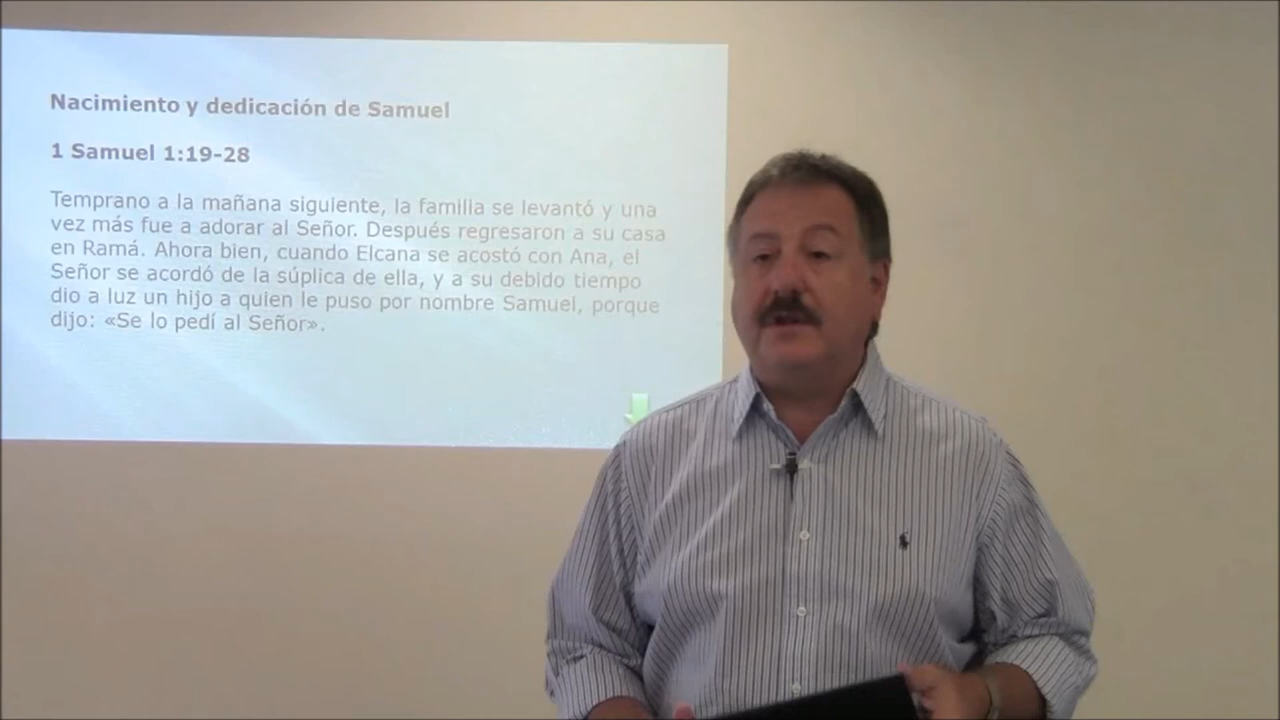 Nacimiento y dedicación de Samuel
1 Samuel 1:19-28
Temprano a la mañana siguiente, la familia se levantó y una
vez más fue a adorar al Señor. Después regresaron a su casa
en Ramá. Ahora bien, cuando Elcana se acostó con Ana, el
Señor se acordó de la súplica de ella, y a su debido tiempo
dio a luz un hijo a quien le puso por nombre Samuel, porque
dijo: «Se lo pedí al Señor».